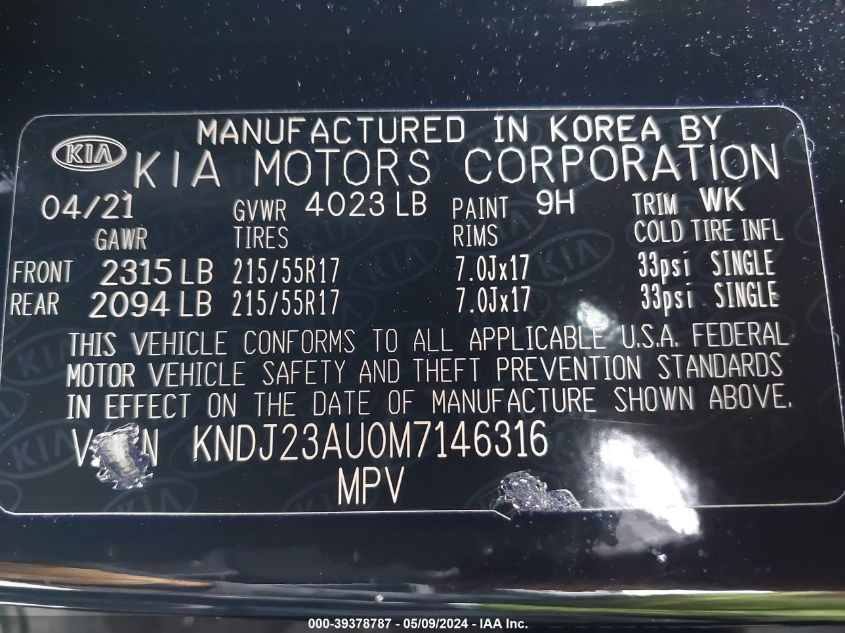 MANUFACTURED IN KOREA BY
KIA KIA MOTORS CORPORATION
04/21 GVWR 4023 LB PAINT 9H TRIM WK
GAWR TIRES RIMS COLD TIRE INFL
FRONT 2315 LB 215/55R17 7.0Jx17 33psi SINGLE
REAR 2094 LB 215/55R17 7.0Jx17 33psi SINGLE
THIS VEHICLE CONFORMS TO ALL APPLICABLE U.S.A. FEDERAL
MOTOR VEHICLE SAFETY AND THEFT PREVENTION STANDARDS
IN EFFECT ON THE DATE OF MANUFACTURE SHOWN ABOVE.
KNDJ23AU0M7146316
MPV
000-39378787 - 05/09/2024 - IAA Inc.